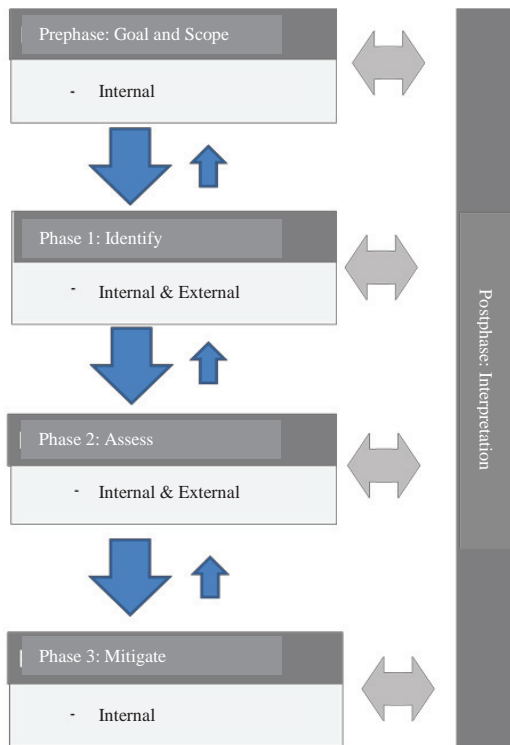 Prephase: Goal and Scope
- Internal
Phase 1: Identify
- Internal & External
Phase 2: Assess
- Internal & External
Phase 3: Mitigate
- Internal
Postphase: Interpretation